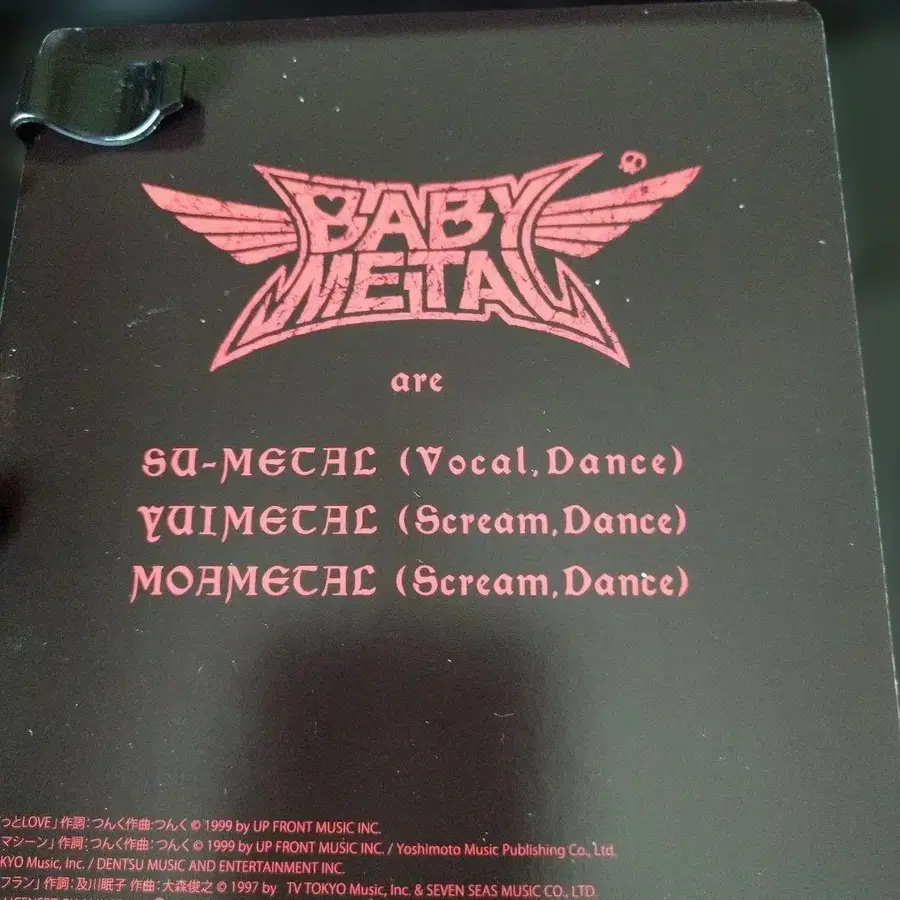 BABY
METAL
are
SU-METAL (Vocal,Dance)
YUIMETAL (Scream,Dance)
MOAMETAL (Scream,Dance)
っとLOVE」作詞:つんく作曲:つんく © 1999 by UP FRONT MUSIC INC.
マシーン」作詞:つんく作曲:つんく © 1999 by UP FRONT MUSIC INC. / Yoshimoto Music Publishing Co., Ltd.
KYO Music, Inc. / DENTSU MUSIC AND ENTERTAINMENT INC.
フラン」作詞:及川眠子 作曲:大森俊之 © 1997 by TV TOKYO Music, Inc. & SEVEN SEAS MUSIC CO., LTD.